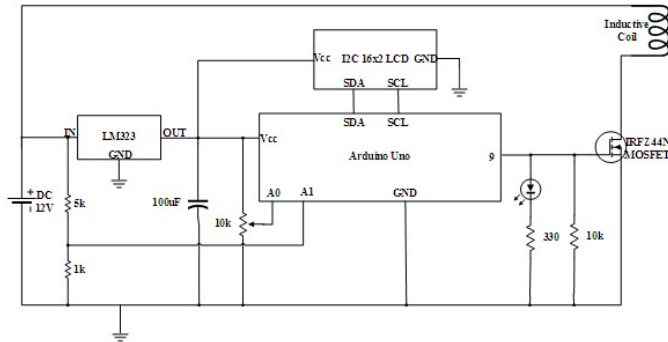 Inductive
Coil
Vcc
I2C 16x2 LCD
GND
SDA
SCL
IN
LM323
OUT
GND
SDA
SCL
Vcc
Arduino Uno
9
IRFZ44N
MOSFET
A0
A1
GND
DC
12V
5k
100uF
10k
330
10k
1k